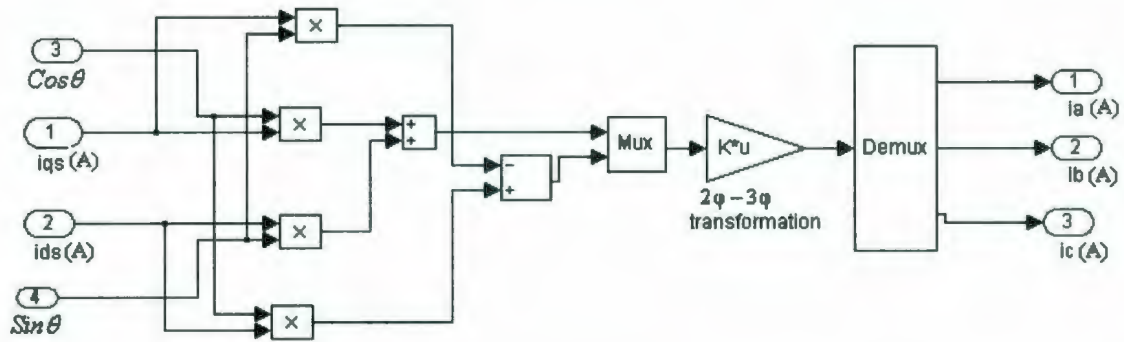 ×
3
Cosθ
1
iqs (A)
×
+
+
Mux
K*u
2φ – 3φ
transformation
Demux
1
ia (A)
2
ib (A)
3
ic (A)
−
+
2
ids (A)
×
4
Sinθ
×